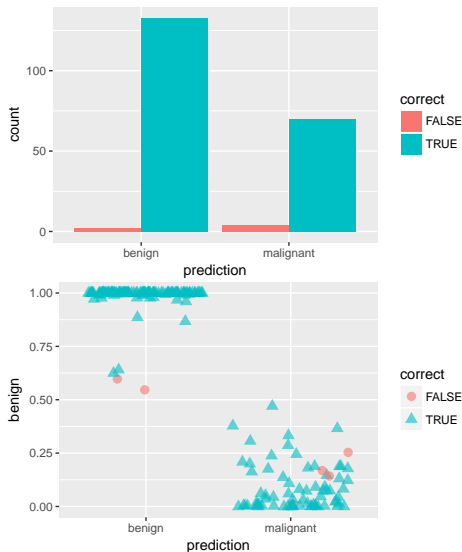 100
50
0
count
benign
malignant
prediction
correct
FALSE
TRUE
1.00
0.75
0.50
0.25
0.00
benign
benign
malignant
prediction
correct
FALSE
TRUE